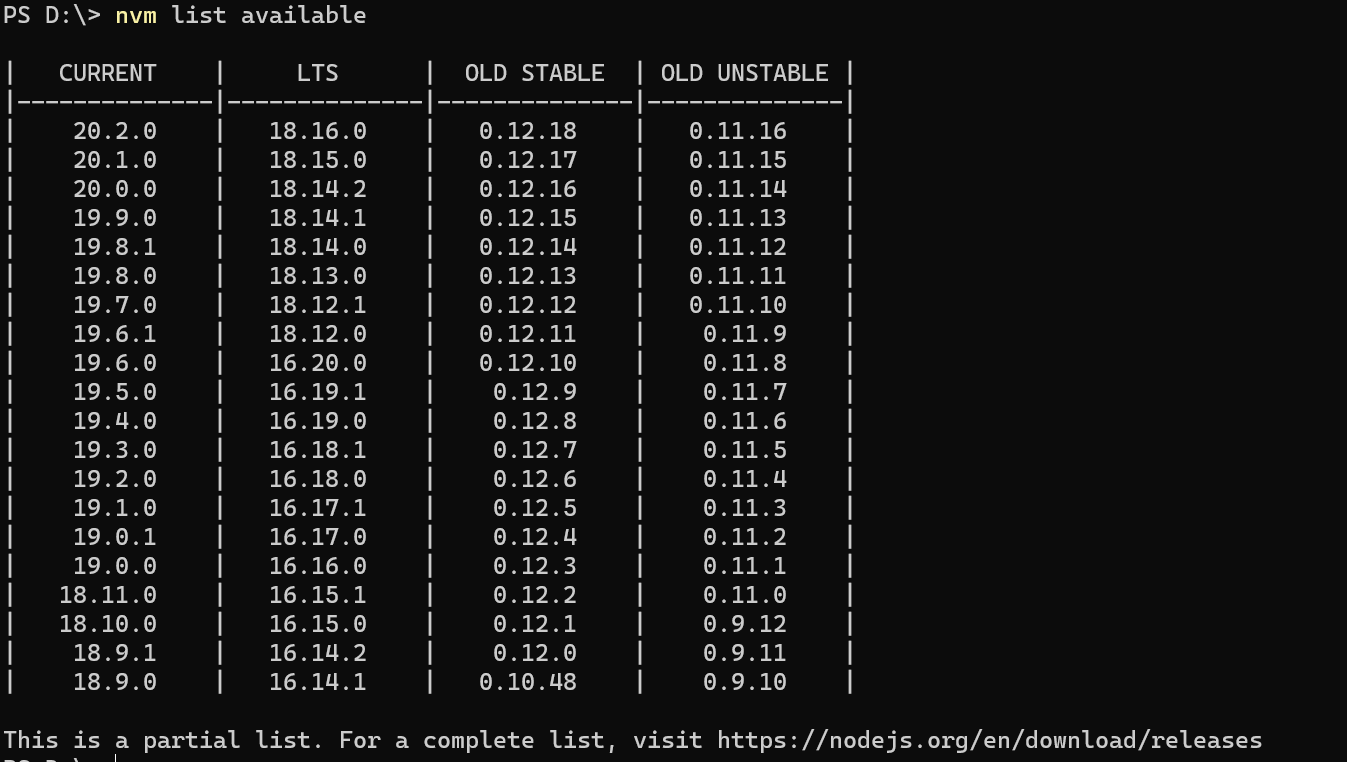 PS D:\> nvm list available
|   CURRENT    |     LTS      |  OLD STABLE  | OLD UNSTABLE |
|--------------|--------------|--------------|--------------|
|    20.2.0    |   18.16.0    |   0.12.18    |   0.11.16    |
|    20.1.0    |   18.15.0    |   0.12.17    |   0.11.15    |
|    20.0.0    |   18.14.2    |   0.12.16    |   0.11.14    |
|    19.9.0    |   18.14.1    |   0.12.15    |   0.11.13    |
|    19.8.1    |   18.14.0    |   0.12.14    |   0.11.12    |
|    19.8.0    |   18.13.0    |   0.12.13    |   0.11.11    |
|    19.7.0    |   18.12.1    |   0.12.12    |   0.11.10    |
|    19.6.1    |   18.12.0    |   0.12.11    |    0.11.9    |
|    19.6.0    |   16.20.0    |   0.12.10    |    0.11.8    |
|    19.5.0    |   16.19.1    |    0.12.9    |    0.11.7    |
|    19.4.0    |   16.19.0    |    0.12.8    |    0.11.6    |
|    19.3.0    |   16.18.1    |    0.12.7    |    0.11.5    |
|    19.2.0    |   16.18.0    |    0.12.6    |    0.11.4    |
|    19.1.0    |   16.17.1    |    0.12.5    |    0.11.3    |
|    19.0.1    |   16.17.0    |    0.12.4    |    0.11.2    |
|    19.0.0    |   16.16.0    |    0.12.3    |    0.11.1    |
|   18.11.0    |   16.15.1    |    0.12.2    |    0.11.0    |
|   18.10.0    |   16.15.0    |    0.12.1    |    0.9.12    |
|    18.9.1    |   16.14.2    |    0.12.0    |    0.9.11    |
|    18.9.0    |   16.14.1    |   0.10.48    |    0.9.10    |
This is a partial list. For a complete list, visit https://nodejs.org/en/download/releases